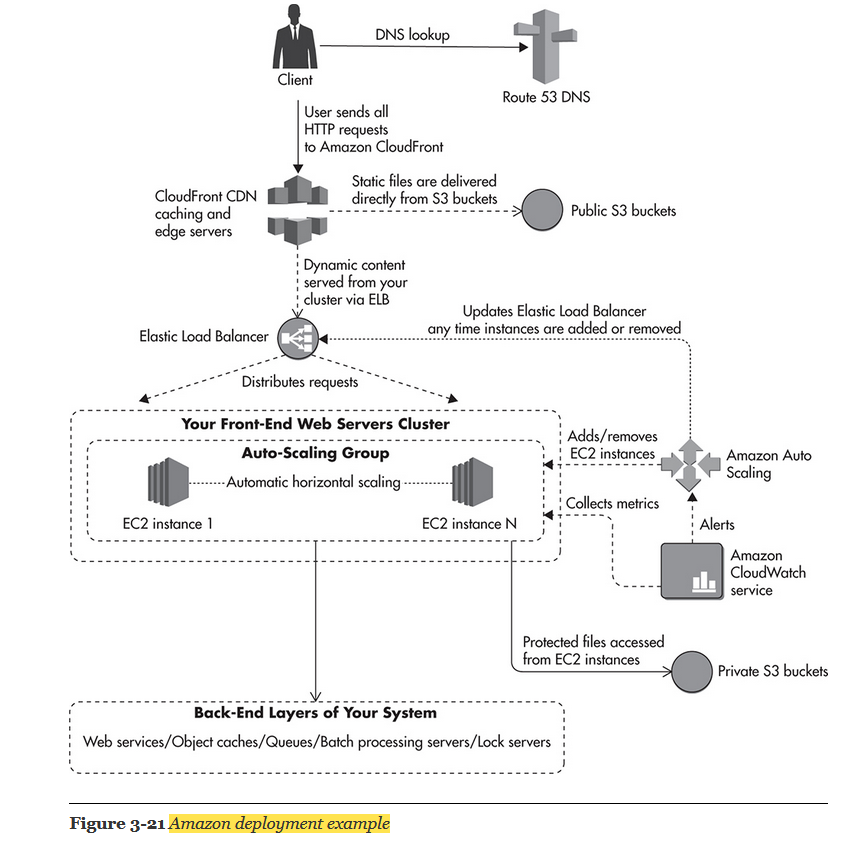 DNS lookup
Client
Route 53 DNS
User sends all
HTTP requests
to Amazon CloudFront
CloudFront CDN
caching and
edge servers
Static files are delivered
directly from S3 buckets
Public S3 buckets
Dynamic content
served from your
cluster via ELB
Updates Elastic Load Balancer
any time instances are added or removed
Elastic Load Balancer
Distributes requests
Your Front-End Web Servers Cluster
Auto-Scaling Group
Automatic horizontal scaling
EC2 instance 1
EC2 instance N
Adds/removes
EC2 instances
Amazon Auto
Scaling
Collects metrics
Alerts
Amazon
CloudWatch
service
Protected files accessed
from EC2 instances
Private S3 buckets
Back-End Layers of Your System
Web services/Object caches/Queues/Batch processing servers/Lock servers
Figure 3-21 Amazon deployment example